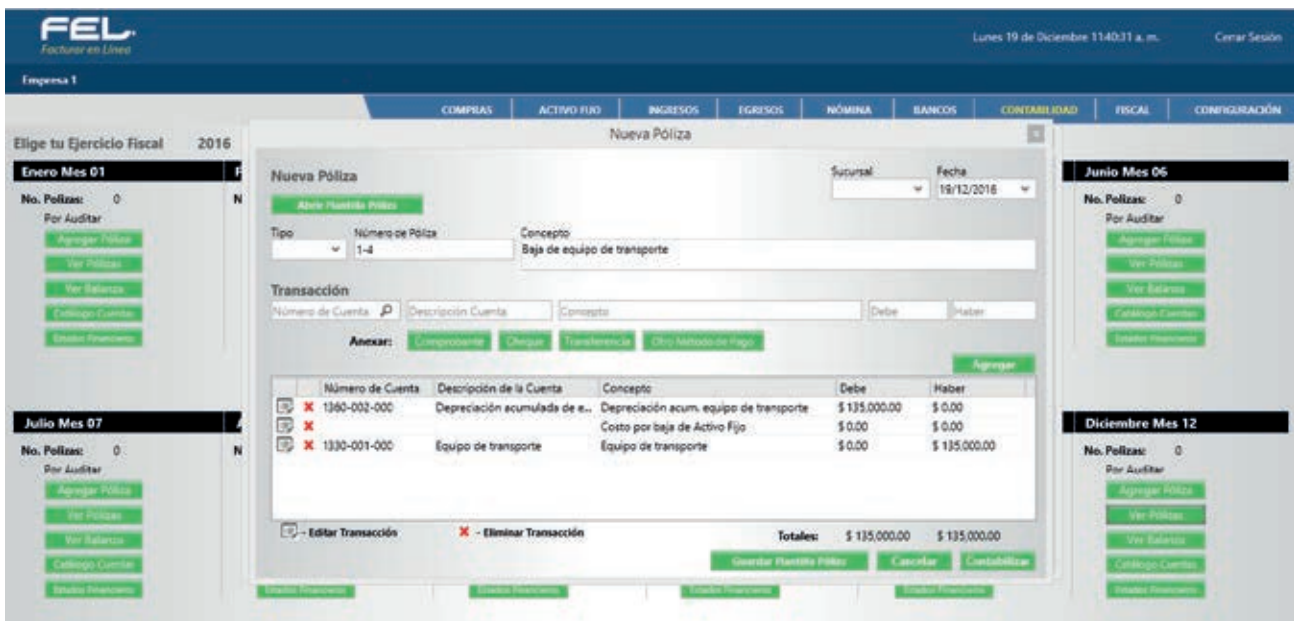 FEL.
Facturar en Línea
Lunes 19 de Diciembre 11:40:31 a. m.
Cerrar Sesión
Empresa 1
COMPRAS ACTIVO FIJO INGRESOS EGRESOS NÓMINA BANCOS CONTABILIDAD FISCAL CONFIGURACIÓN
Nueva Póliza
Elige tu Ejercicio Fiscal 2016
Enero Mes 01
No. Polizas: 0
Por Auditar
Agregar Póliza
Ver Pólizas
Ver Balanza
Catálogo Cuentas
Estados Financieros
Nueva Póliza
Sucursal
Fecha
19/12/2016
Abrir Plantilla Póliza
Tipo
Número de Póliza
1-4
Concepto
Baja de equipo de transporte
Transacción
Número de Cuenta Descripción Cuenta Concepto Debe Haber
Anexar: Comprobante Cheque Transferencia Otro Método de Pago
Agregar
Número de Cuenta Descripción de la Cuenta Concepto Debe Haber
1360-002-000 Depreciación acumulada de e... Depreciación acum. equipo de transporte $ 135,000.00 $ 0.00
Costo por baja de Activo Fijo $ 0.00 $ 0.00
1330-001-000 Equipo de transporte Equipo de transporte $ 0.00 $ 135,000.00
- Editar Transacción
- Eliminar Transacción
Totales: $ 135,000.00 $ 135,000.00
Guardar Plantilla Póliza Cancelar Contabilizar
Junio Mes 06
No. Polizas: 0
Por Auditar
Agregar Póliza
Ver Pólizas
Ver Balanza
Catálogo Cuentas
Estados Financieros
Julio Mes 07
No. Polizas: 0
Por Auditar
Agregar Póliza
Ver Pólizas
Ver Balanza
Catálogo Cuentas
Estados Financieros
Estados Financieros
Estados Financieros
Estados Financieros
Estados Financieros
Diciembre Mes 12
No. Polizas: 0
Por Auditar
Agregar Póliza
Ver Pólizas
Ver Balanza
Catálogo Cuentas
Estados Financieros